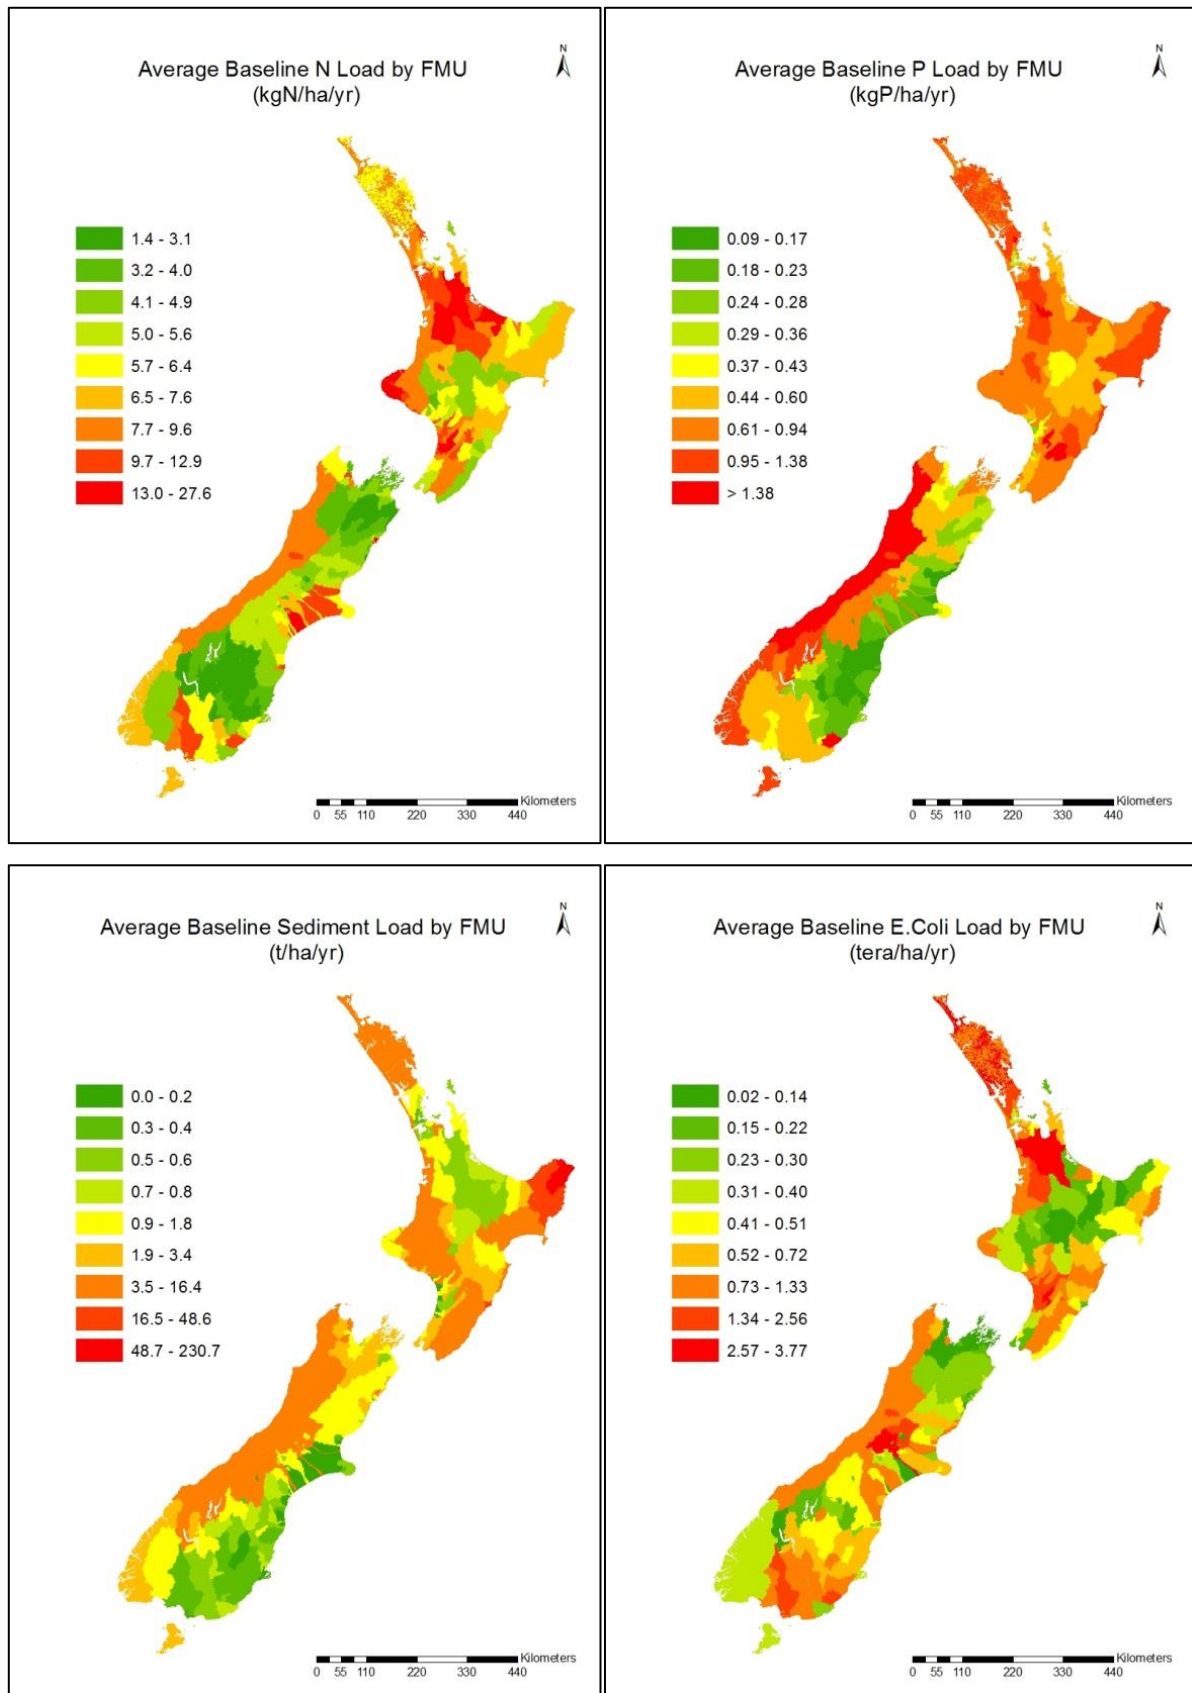 Average Baseline N Load by FMU
(kgN/ha/yr)
N
1.4 - 3.1
3.2 - 4.0
4.1 - 4.9
5.0 - 5.6
5.7 - 6.4
6.5 - 7.6
7.7 - 9.6
9.7 - 12.9
13.0 - 27.6
Kilometers
0 55 110 220 330 440
Average Baseline P Load by FMU
(kgP/ha/yr)
N
0.09 - 0.17
0.18 - 0.23
0.24 - 0.28
0.29 - 0.36
0.37 - 0.43
0.44 - 0.60
0.61 - 0.94
0.95 - 1.38
> 1.38
Kilometers
0 55 110 220 330 440
Average Baseline Sediment Load by FMU
(t/ha/yr)
N
0.0 - 0.2
0.3 - 0.4
0.5 - 0.6
0.7 - 0.8
0.9 - 1.8
1.9 - 3.4
3.5 - 16.4
16.5 - 48.6
48.7 - 230.7
Kilometers
0 55 110 220 330 440
Average Baseline E.Coli Load by FMU
(tera/ha/yr)
N
0.02 - 0.14
0.15 - 0.22
0.23 - 0.30
0.31 - 0.40
0.41 - 0.51
0.52 - 0.72
0.73 - 1.33
1.34 - 2.56
2.57 - 3.77
Kilometers
0 55 110 220 330 440